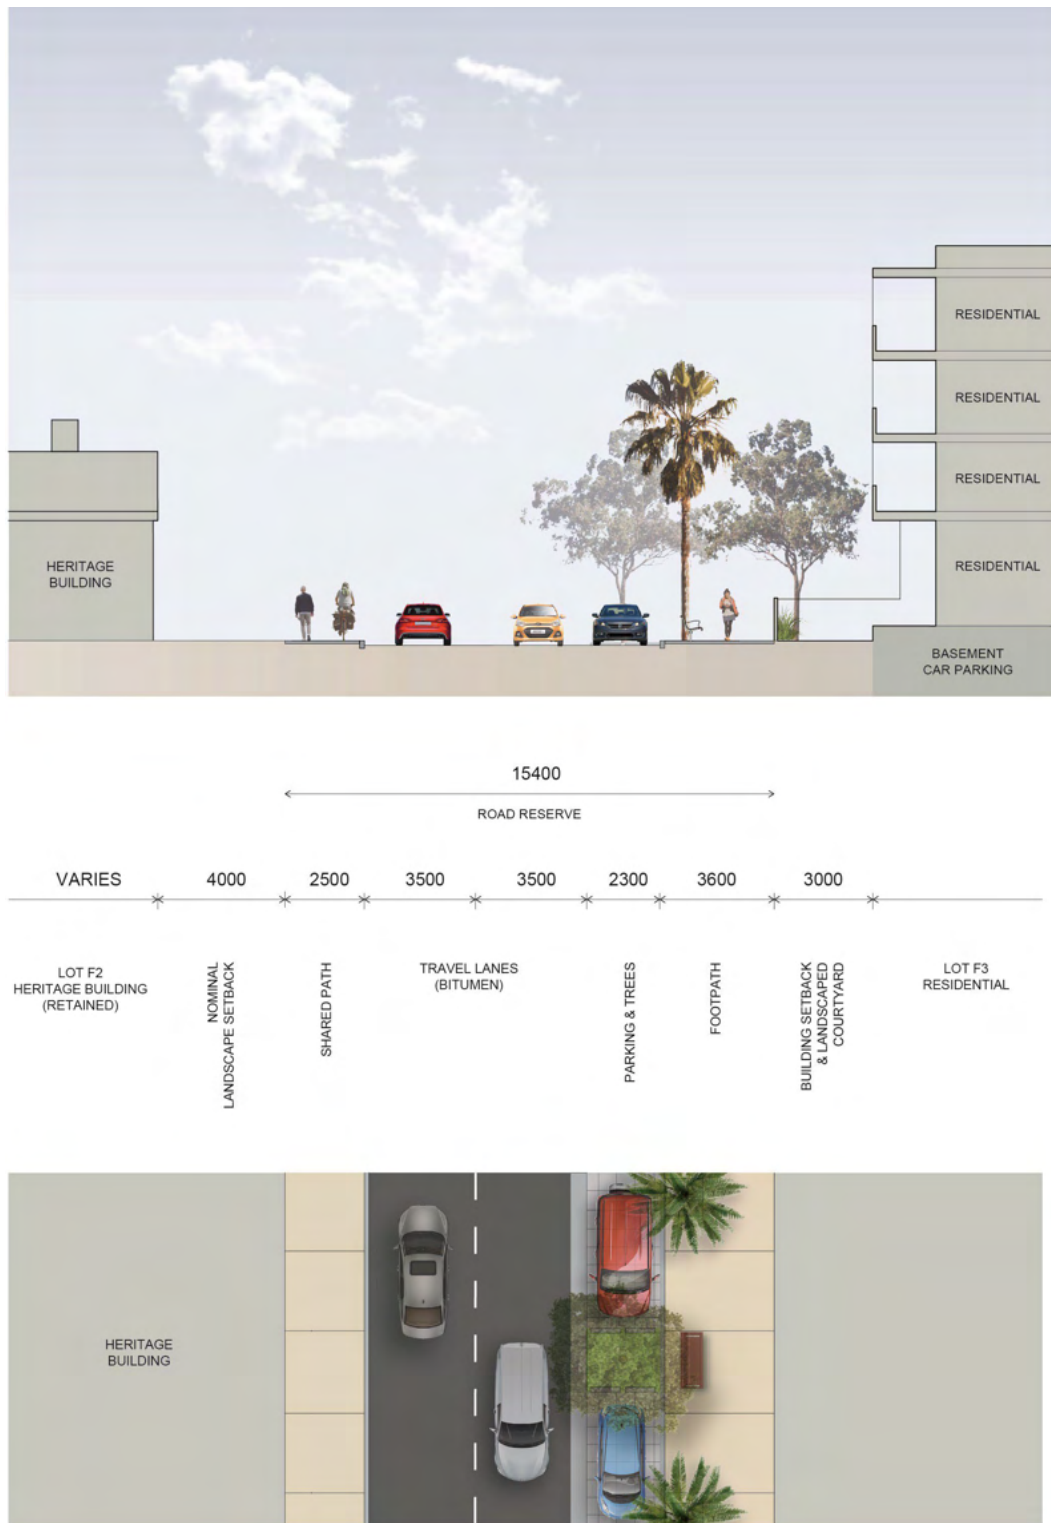 RESIDENTIAL
RESIDENTIAL
RESIDENTIAL
HERITAGE
BUILDING
RESIDENTIAL
BASEMENT
CAR PARKING
15400
ROAD RESERVE
VARIES
4000
2500
3500
3500
2300
3600
3000
LOT F2
HERITAGE BUILDING
(RETAINED)
NOMINAL
LANDSCAPE SETBACK
SHARED PATH
TRAVEL LANES
(BITUMEN)
PARKING & TREES
FOOTPATH
BUILDING SETBACK
& LANDSCAPED
COURTYARD
LOT F3
RESIDENTIAL
HERITAGE
BUILDING